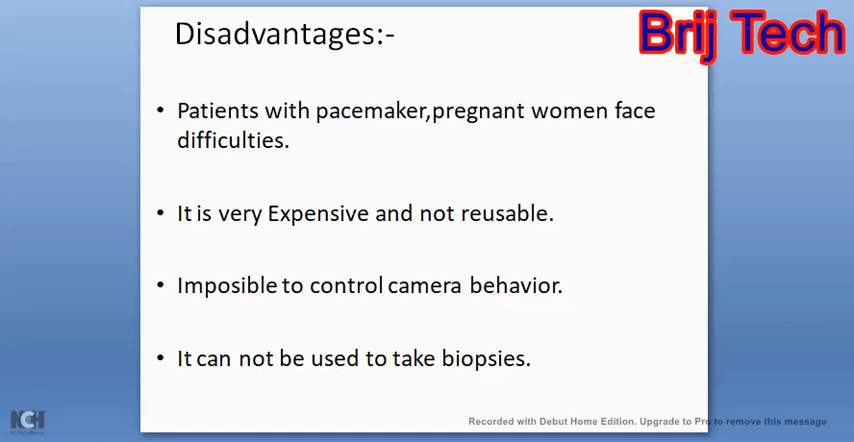 Disadvantages:-
Brij Tech
• Patients with pacemaker,pregnant women face
difficulties.
• It is very Expensive and not reusable.
• Imposible to control camera behavior.
• It can not be used to take biopsies.
NCH
Recorded with Debut Home Edition. Upgrade to Pro to remove this message